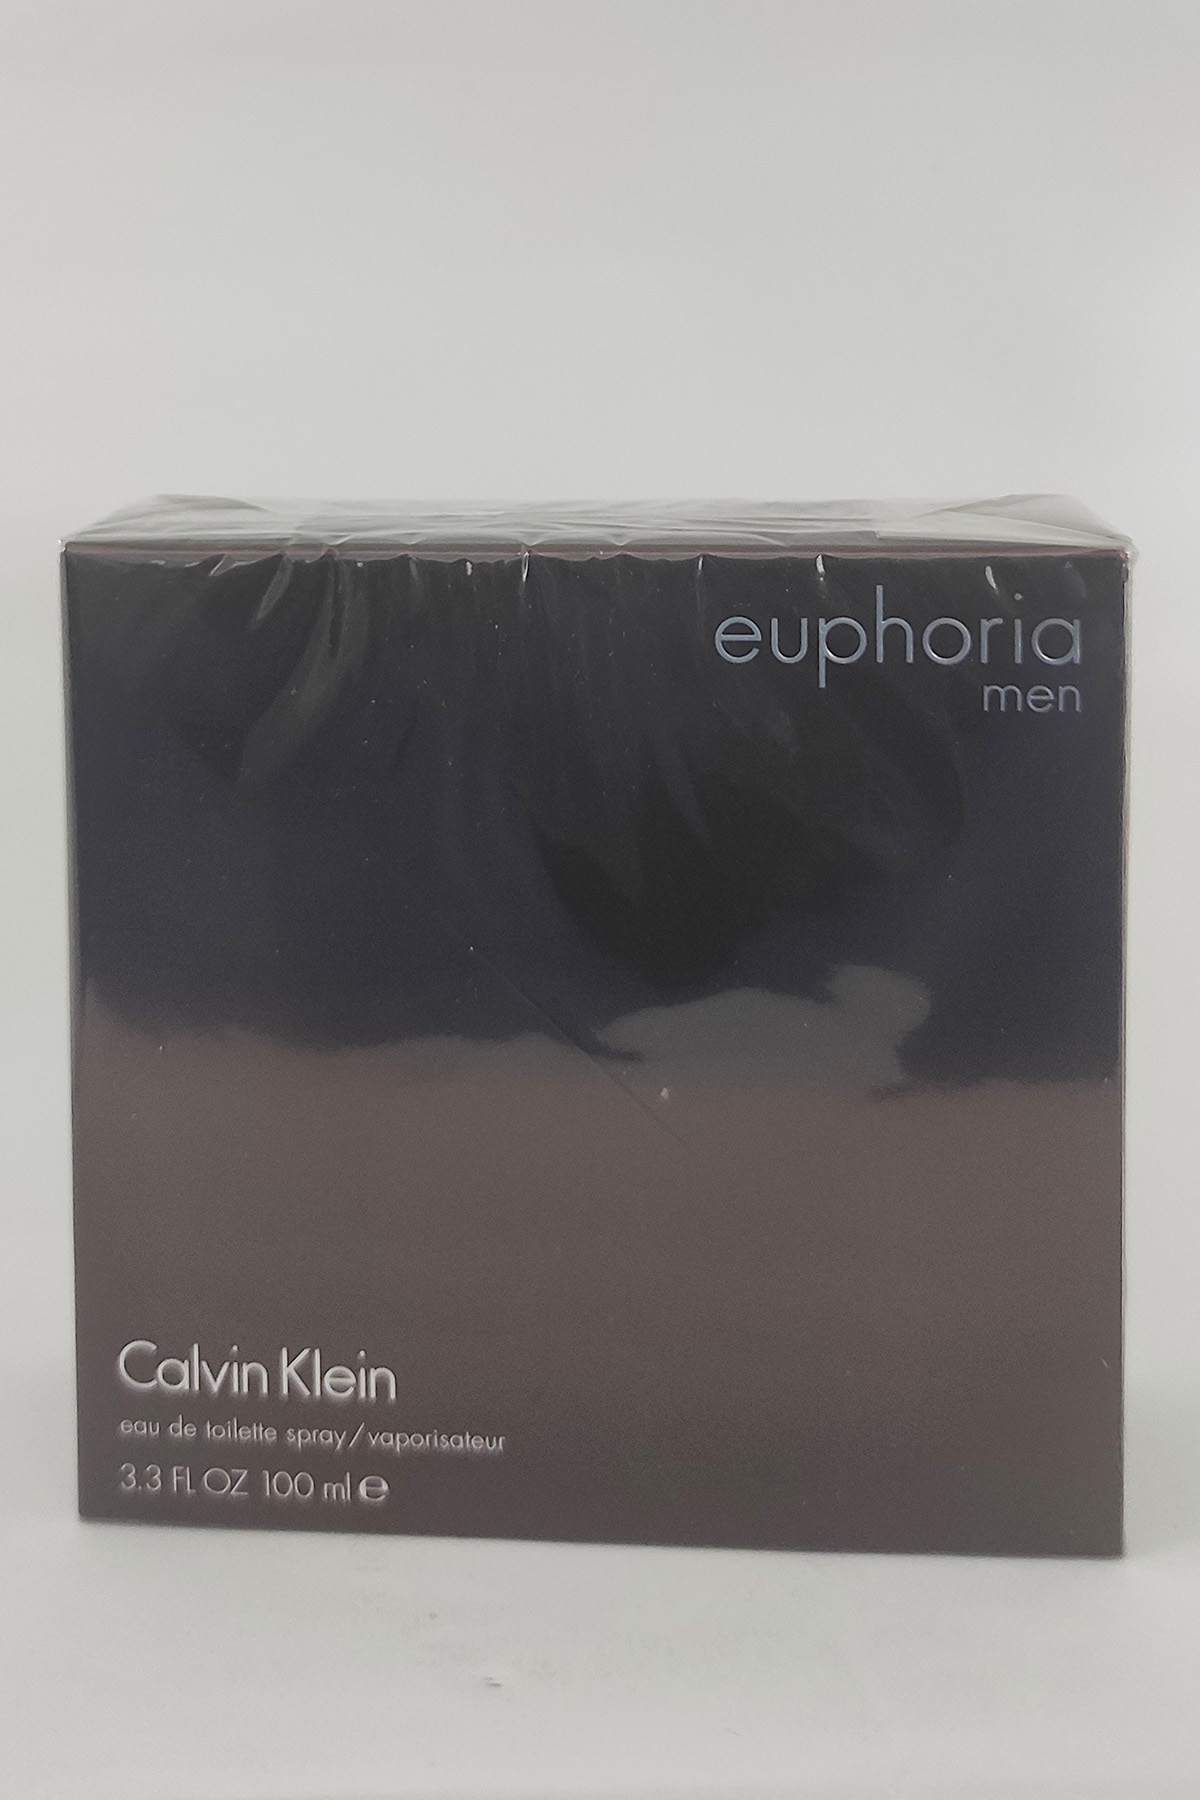 euphoria
men
Calvin Klein
eau de toilette spray/vaporisateur
3.3 FL OZ 100 ml ℮